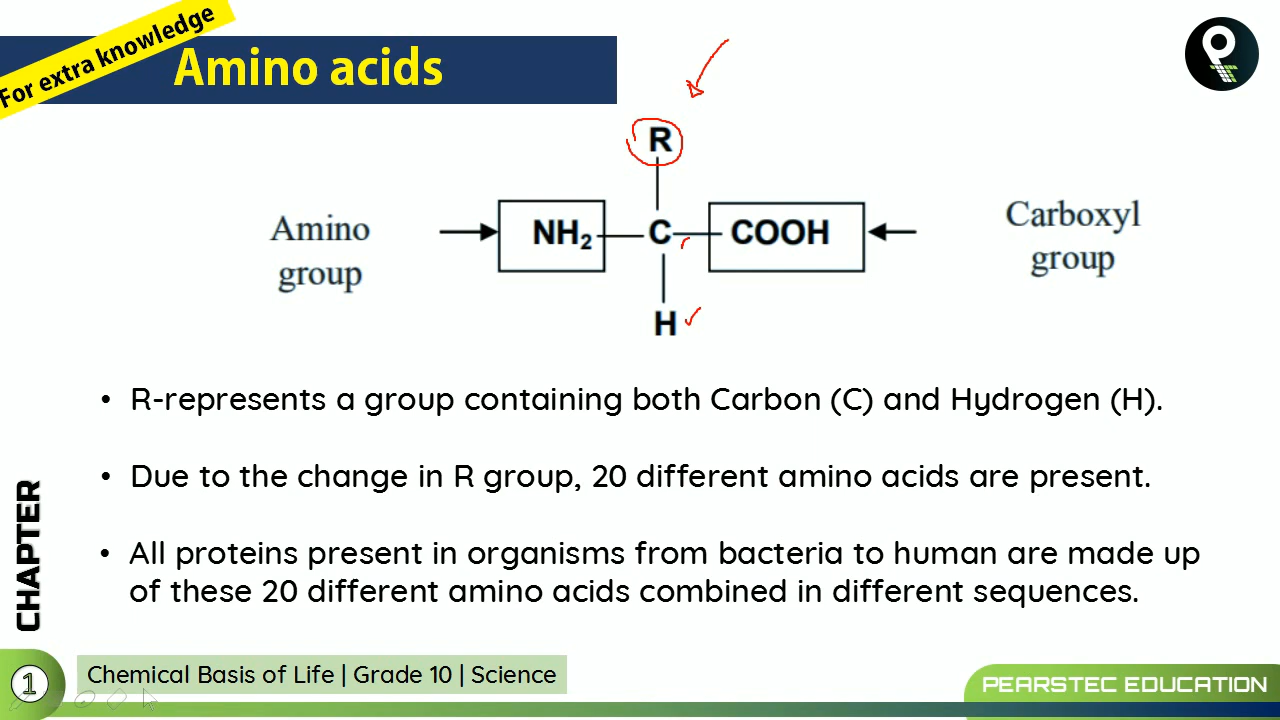 For extra knowledge
Amino acids
R
Amino
group
NH₂
C
COOH
Carboxyl
group
H
• R-represents a group containing both Carbon (C) and Hydrogen (H).
• Due to the change in R group, 20 different amino acids are present.
• All proteins present in organisms from bacteria to human are made up
of these 20 different amino acids combined in different sequences.
CHAPTER
1
Chemical Basis of Life | Grade 10 | Science
PEARSTEC EDUCATION